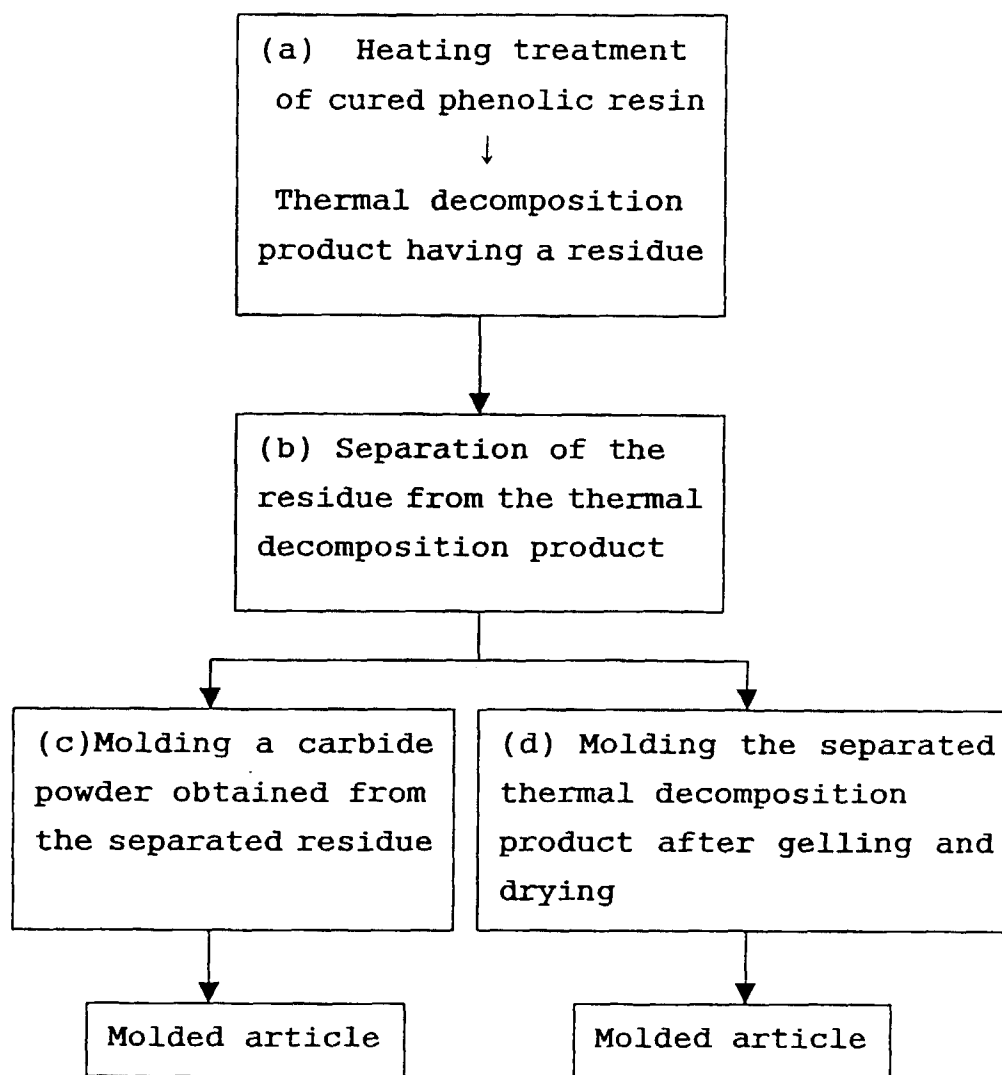 (a) Heating treatment
of cured phenolic resin
↓
Thermal decomposition
product having a residue
(b) Separation of the
residue from the thermal
decomposition product
(c)Molding a carbide
powder obtained from
the separated residue
(d) Molding the separated
thermal decomposition
product after gelling and
drying
Molded article
Molded article